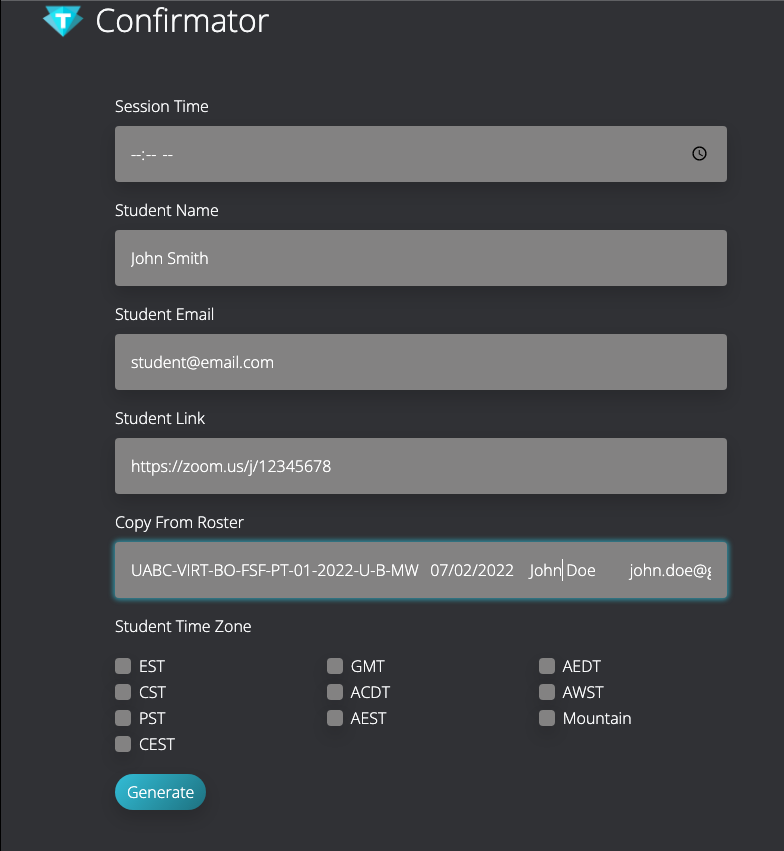 T Confirmator
Session Time
--:-- --
Student Name
John Smith
Student Email
student@email.com
Student Link
https://zoom.us/j/12345678
Copy From Roster
UABC-VIRT-BO-FSF-PT-01-2022-U-B-MW 07/02/2022 John Doe john.doe@g
Student Time Zone
EST GMT AEDT
CST ACDT AWST
PST AEST Mountain
CEST
Generate